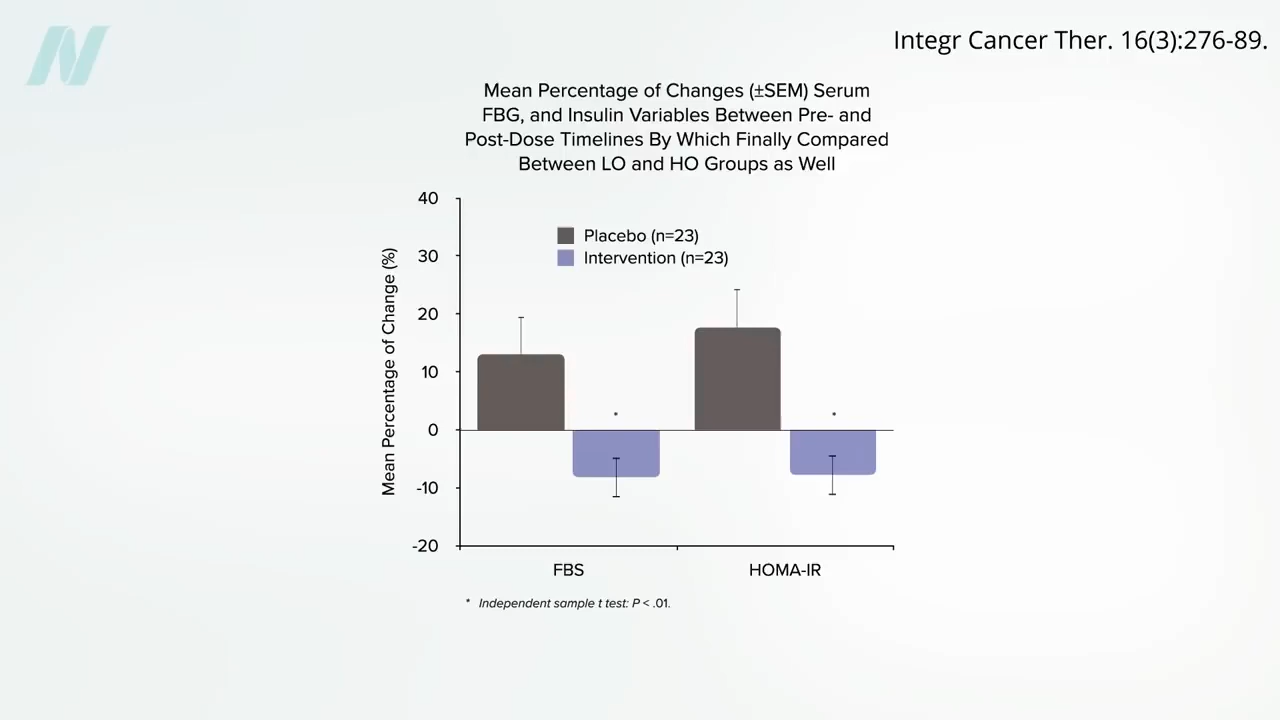 Integr Cancer Ther. 16(3):276-89.
Mean Percentage of Changes (±SEM) Serum
FBG, and Insulin Variables Between Pre- and
Post-Dose Timelines By Which Finally Compared
Between LO and HO Groups as Well
Mean Percentage of Change (%)
40
30
20
10
0
-10
-20
Placebo (n=23)
Intervention (n=23)
*
*
FBS
HOMA-IR
* Independent sample t test: P < .01.